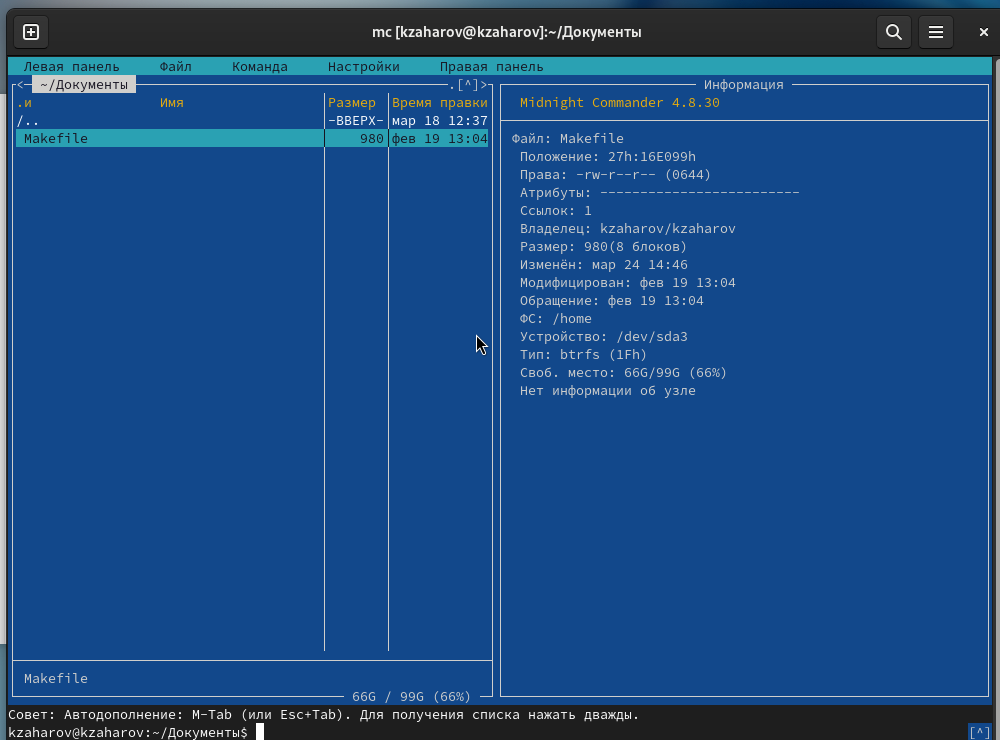 mc [kzaharov@kzaharov]:~/Документы
Левая панель Файл Команда Настройки Правая панель
<─ ~/Документы .[^]>
.и Имя Размер Время правки
/.. -ВВЕРХ- мар 18 12:37
Makefile 980 фев 19 13:04
Makefile
66G / 99G (66%)
Информация
Midnight Commander 4.8.30
Файл: Makefile
Положение: 27h:16E099h
Права: -rw-r--r-- (0644)
Атрибуты: -------------------------
Ссылок: 1
Владелец: kzaharov/kzaharov
Размер: 980(8 блоков)
Изменён: мар 24 14:46
Модифицирован: фев 19 13:04
Обращение: фев 19 13:04
ФС: /home
Устройство: /dev/sda3
Тип: btrfs (1Fh)
Своб. место: 66G/99G (66%)
Нет информации об узле
Совет: Автодополнение: M-Tab (или Esc+Tab). Для получения списка нажать дважды.
kzaharov@kzaharov:~/Документы$ [^]